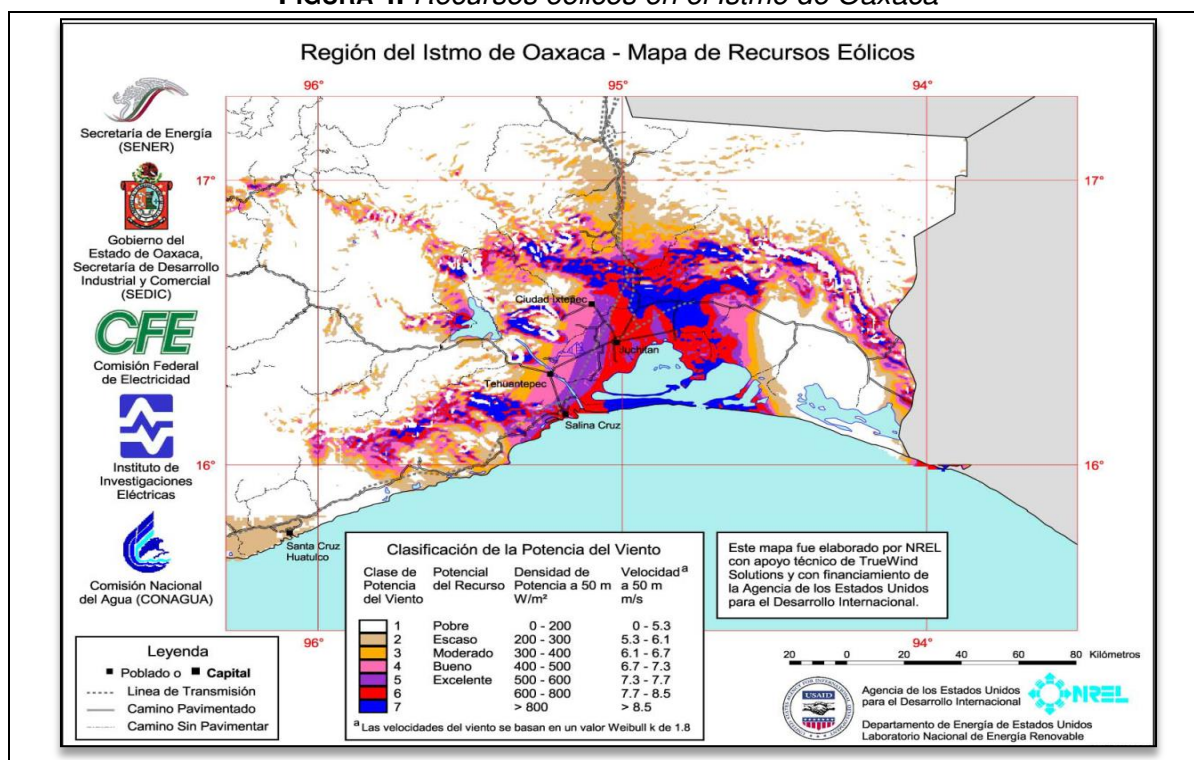 Región del Istmo de Oaxaca - Mapa de Recursos Eólicos
96°
95°
94°
Secretaría de Energía
(SENER)
17°
17°
Gobierno del
Estado de Oaxaca,
Secretaría de Desarrollo
Industrial y Comercial
(SEDIC)
Ciudad Ixtepec
CFE
Juchitan
Comisión Federal
de Electricidad
Tehuantepec
Salina Cruz
16°
16°
Instituto de
Investigaciones
Eléctricas
Santa Cruz
Huatulco
Comisión Nacional
del Agua (CONAGUA)
96°
94°
Clasificación de la Potencia del Viento
Clase de Potencial Densidad de Velocidad a
Potencia del Recurso Potencia a 50 m a 50 m
del Viento W/m² m/s
1 Pobre 0 - 200 0 - 5.3
2 Escaso 200 - 300 5.3 - 6.1
3 Moderado 300 - 400 6.1 - 6.7
4 Bueno 400 - 500 6.7 - 7.3
5 Excelente 500 - 600 7.3 - 7.7
6 600 - 800 7.7 - 8.5
7 > 800 > 8.5
a Las velocidades del viento se basan en un valor Weibull k de 1.8
Este mapa fue elaborado por NREL
con apoyo técnico de TrueWind
Solutions y con financiamiento de
la Agencia de los Estados Unidos
para el Desarrollo Internacional.
Leyenda
Poblado o Capital
Linea de Transmisión
Camino Pavimentado
Camino Sin Pavimentar
20 0 20 40 60 80 Kilómetros
USAID
Agencia de los Estados Unidos
para el Desarrollo Internacional
NREL
Departamento de Energía de Estados Unidos
Laboratorio Nacional de Energía Renovable